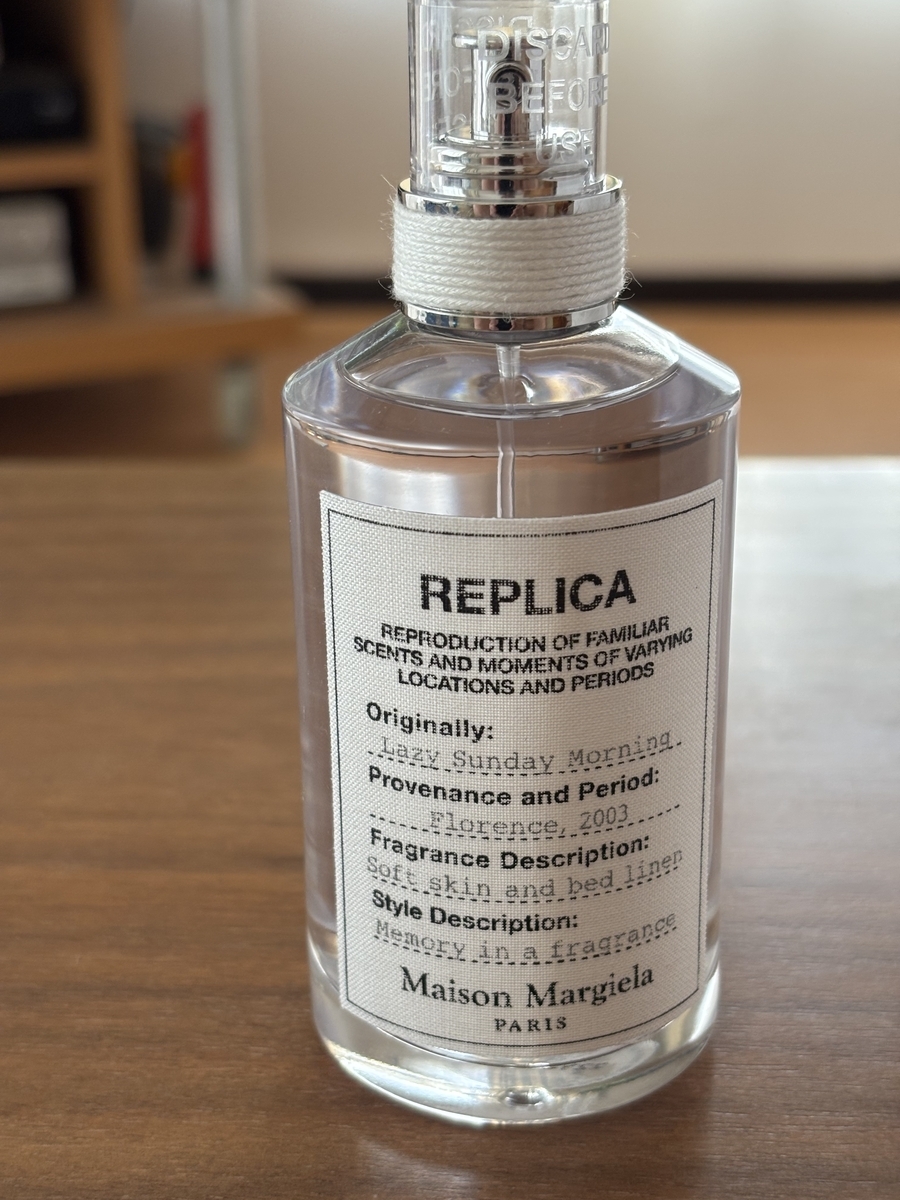 DISCARD
BEFORE
USE
REPLICA
REPRODUCTION OF FAMILIAR
SCENTS AND MOMENTS OF VARYING
LOCATIONS AND PERIODS
Originally:
Lazy Sunday Morning
Provenance and Period:
Florence, 2003
Fragrance Description:
Soft skin and bed linen
Style Description:
Memory in a fragrance
Maison Margiela
PARIS